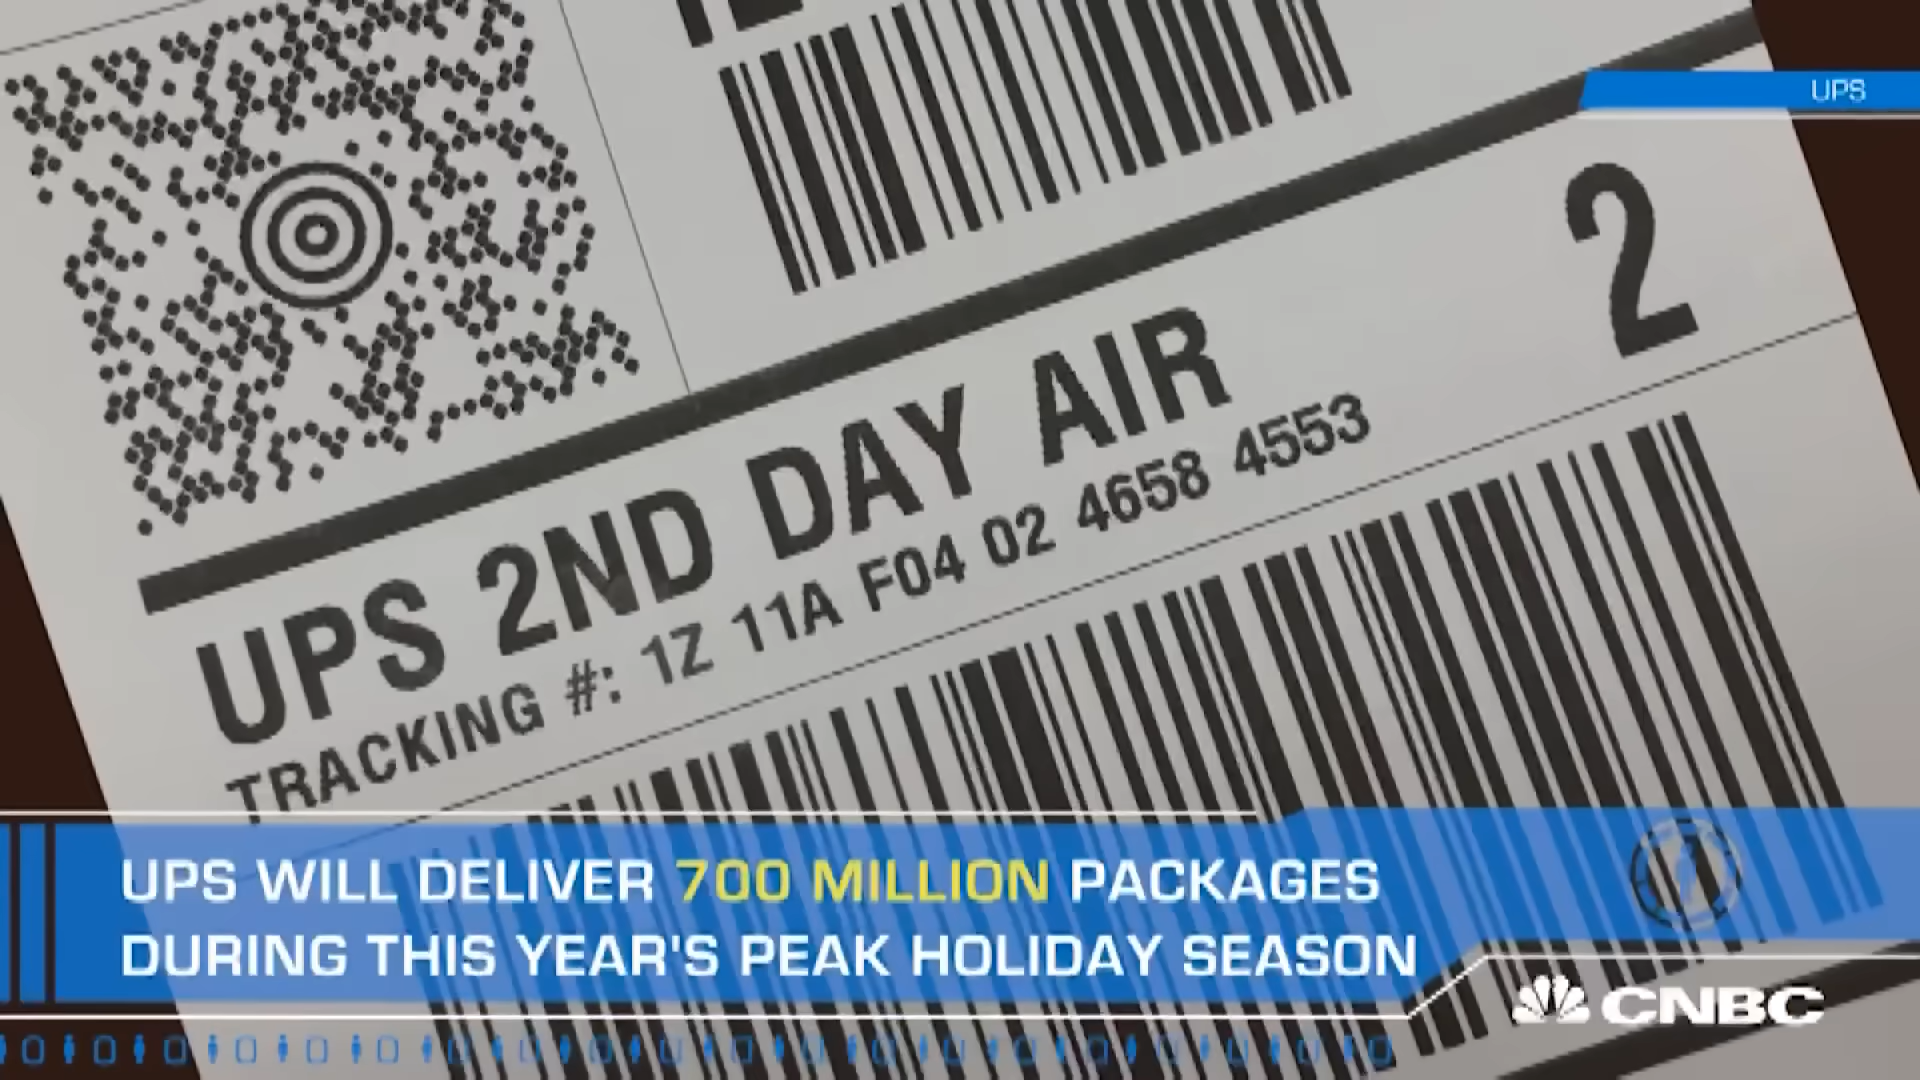 UPS
2
UPS 2ND DAY AIR
TRACKING #: 1Z 11A F04 02 4658 4553
UPS WILL DELIVER 700 MILLION PACKAGES
DURING THIS YEAR'S PEAK HOLIDAY SEASON
CNBC